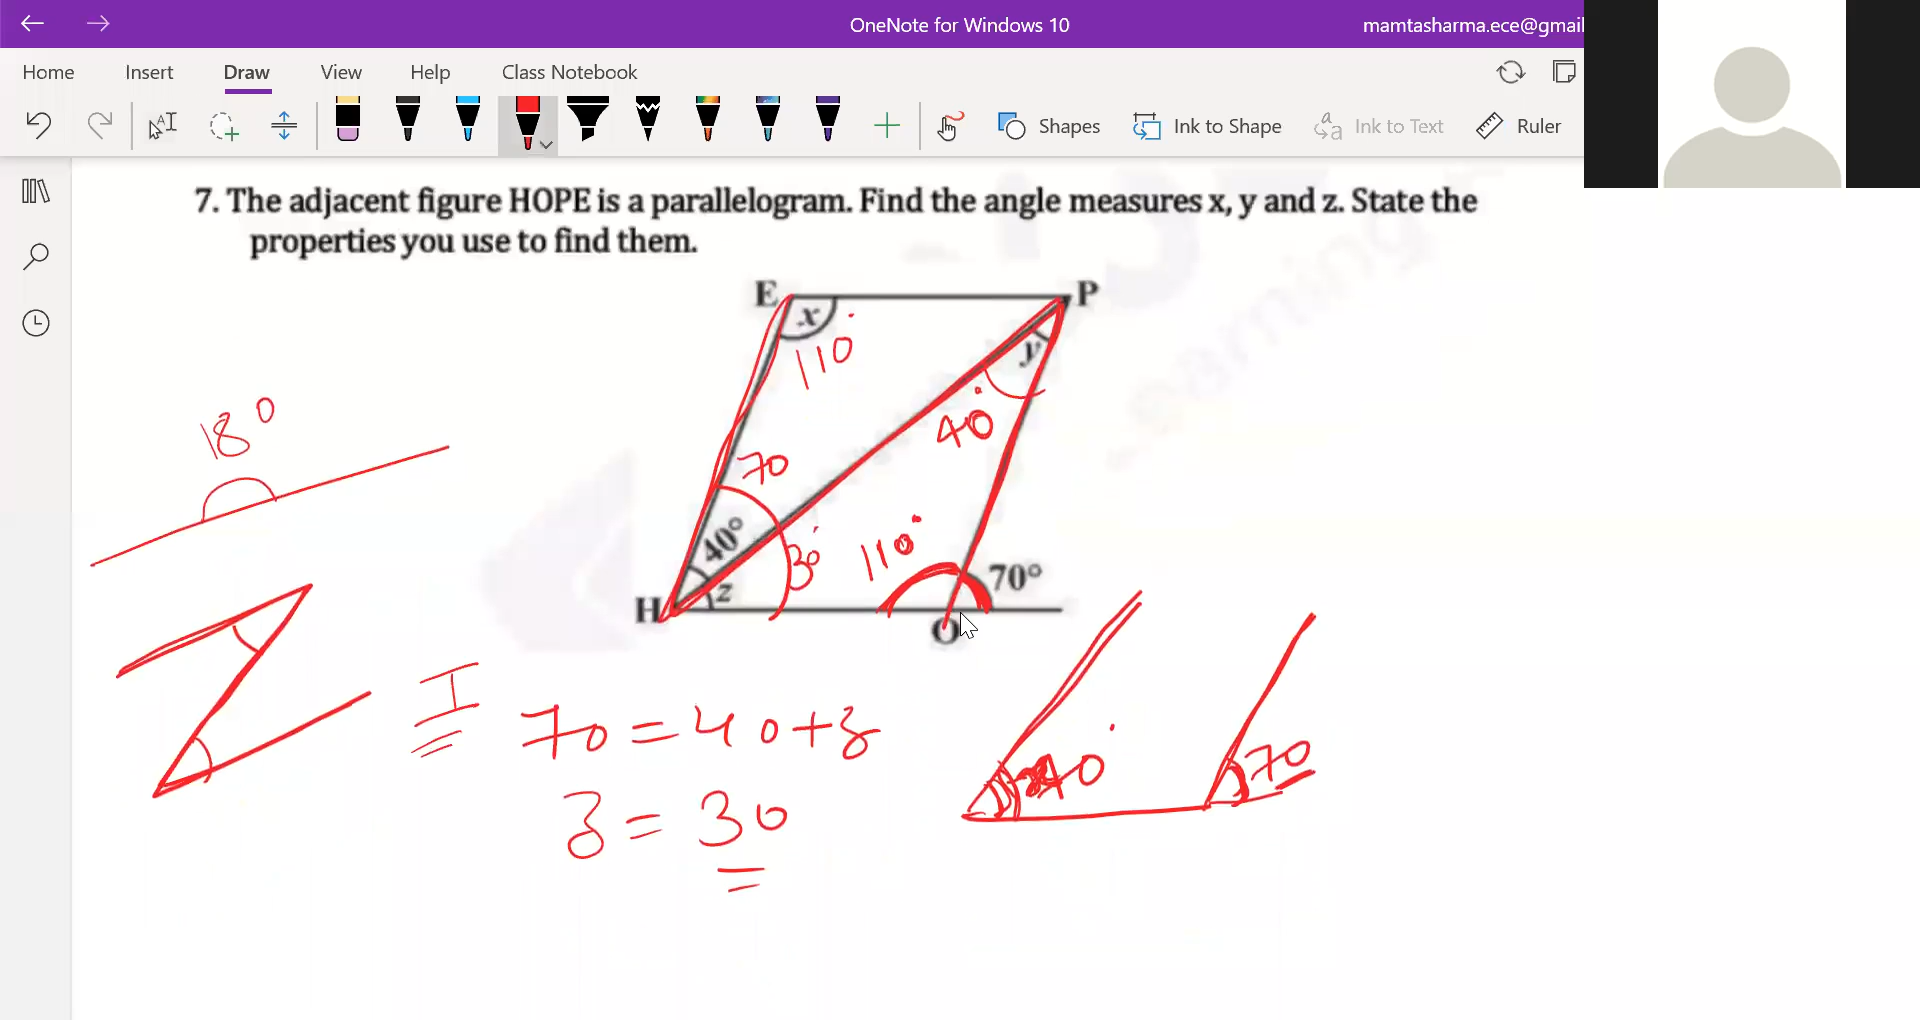 OneNote for Windows 10
mamtasharma.ece@gmail
Home Insert Draw View Help Class Notebook
Shapes Ink to Shape Ink to Text Ruler
7. The adjacent figure HOPE is a parallelogram. Find the angle measures x, y and z. State the
properties you use to find them.
E x P
110°
y
180
40°
70
40°
30°
110°
70°
H z
O
I
70 = 40 + z
z = 30
40°
70